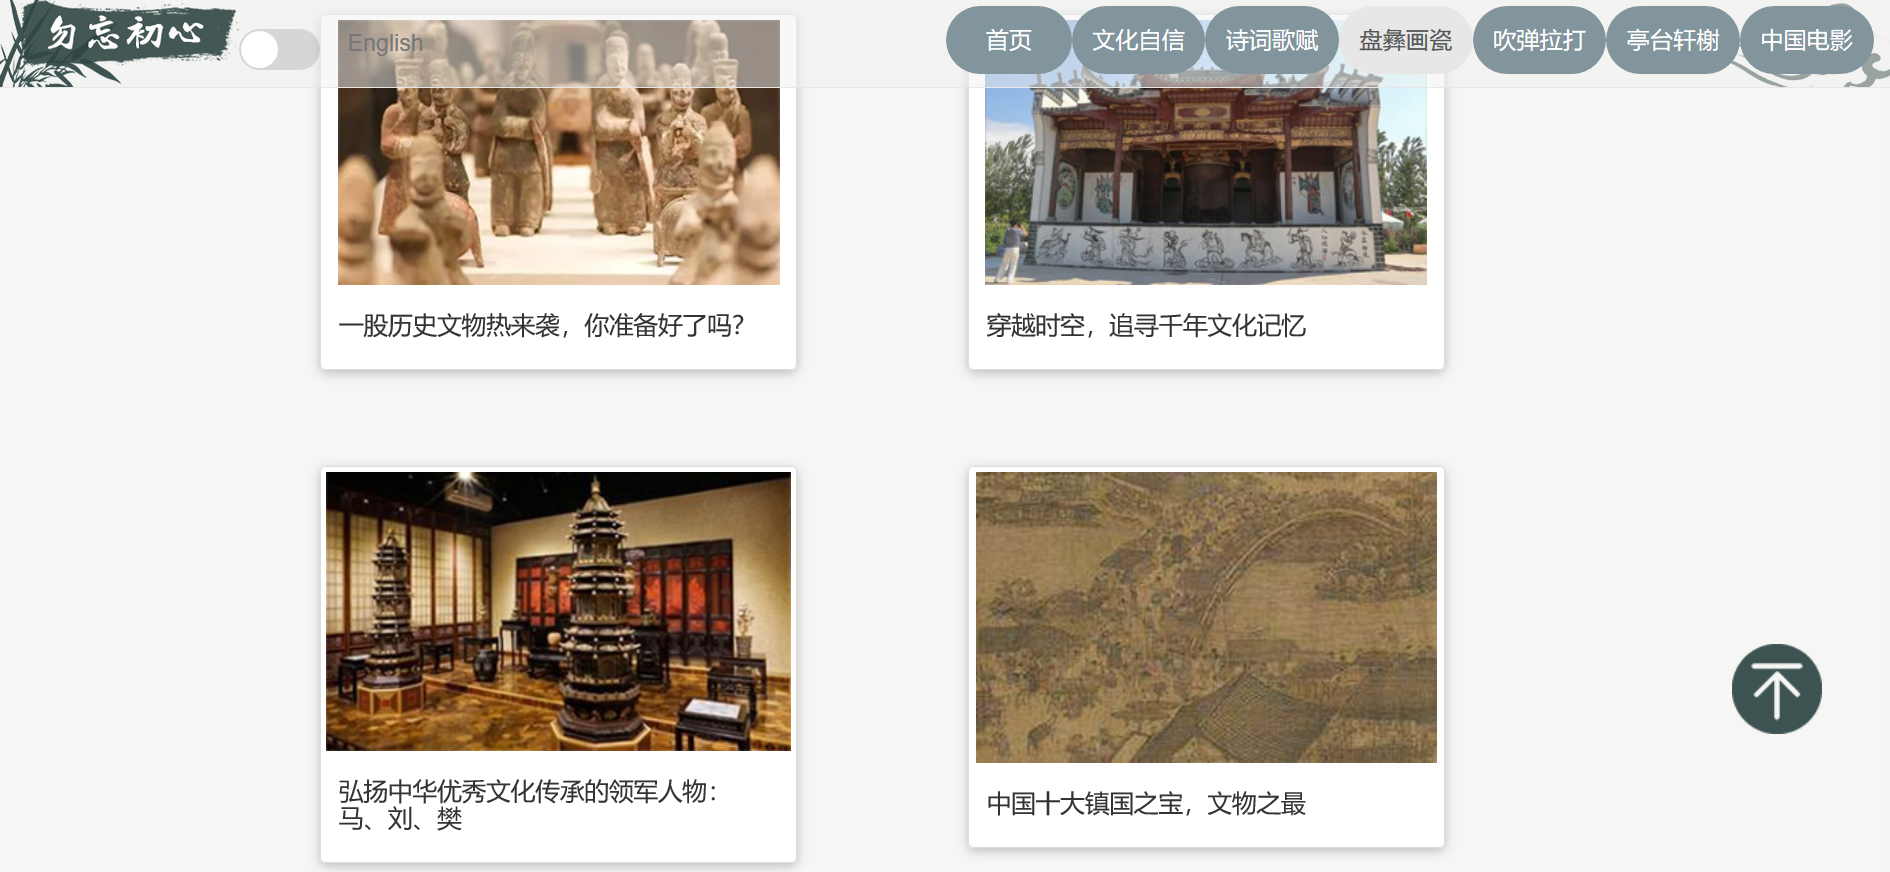 勿忘初心
English
首页
文化自信
诗词歌赋
盘彝画瓷
吹弹拉打
亭台轩榭
中国电影
一股历史文物热来袭，你准备好了吗？
穿越时空，追寻千年文化记忆
弘扬中华优秀文化传承的领军人物：
马、刘、樊
中国十大镇国之宝，文物之最